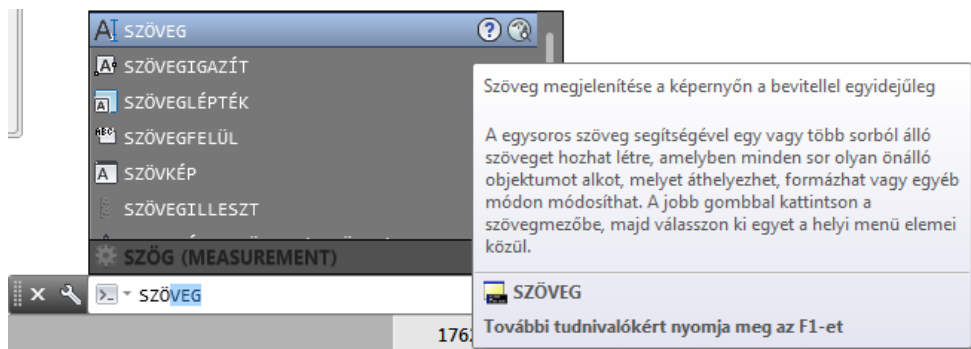 SZÖVEG
SZÖVEGIGAZÍT
SZÖVEGLÉPTÉK
SZÖVEGFELÜL
SZÖVKÉP
SZÖVEGILLESZT
SZÖG (MEASUREMENT)
SZÖVEG
Szöveg megjelenítése a képernyőn a bevitellel egyidejűleg
A egysoros szöveg segítségével egy vagy több sorból álló
szöveget hozhat létre, amelyben minden sor olyan önálló
objektumot alkot, melyet áthelyezhet, formázhat vagy egyéb
módon módosíthat. A jobb gombbal kattintson a
szövegmezőbe, majd válasszon ki egyet a helyi menü elemei
közül.
SZÖVEG
További tudnivalókért nyomja meg az F1-et